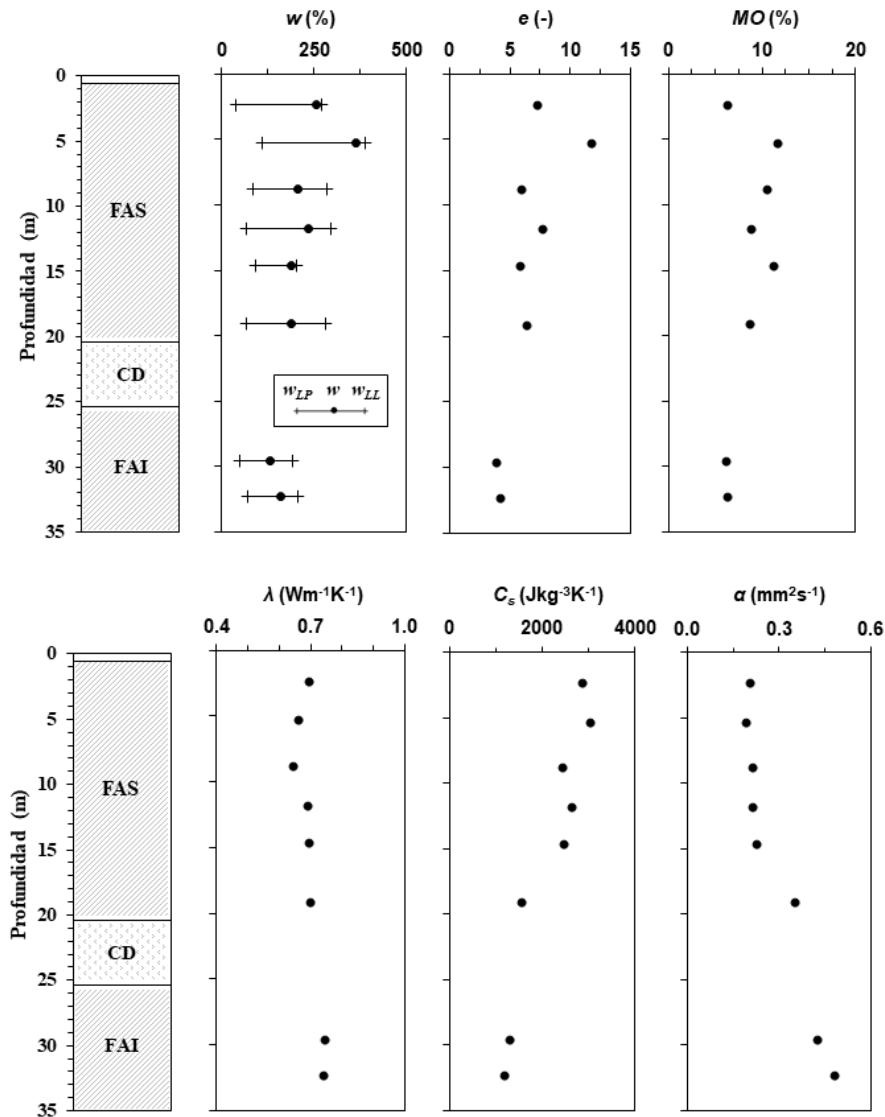 w (%)
e (-)
MO (%)
0 250 500
0 5 10 15
0 10 20
Profundidad (m)
0
5
10
15
20
25
30
35
FAS
CD
FAI
w_LP w w_LL
λ (Wm⁻¹K⁻¹)
C_s (Jkg⁻³K⁻¹)
α (mm²s⁻¹)
0.4 0.7 1.0
0 2000 4000
0.0 0.3 0.6
Profundidad (m)
0
5
10
15
20
25
30
35
FAS
CD
FAI